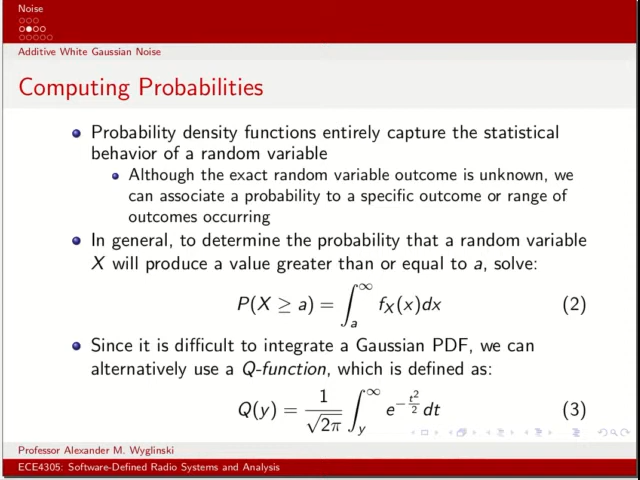 Noise
Additive White Gaussian Noise
Computing Probabilities
Probability density functions entirely capture the statistical
behavior of a random variable
Although the exact random variable outcome is unknown, we
can associate a probability to a specific outcome or range of
outcomes occurring
In general, to determine the probability that a random variable
X will produce a value greater than or equal to a, solve:
P(X ≥ a) = ∫_a^∞ f_X(x)dx (2)
Since it is difficult to integrate a Gaussian PDF, we can
alternatively use a Q-function, which is defined as:
Q(y) = 1/√2π ∫_y^∞ e^{-t²/2} dt (3)
Professor Alexander M. Wyglinski
ECE4305: Software-Defined Radio Systems and Analysis